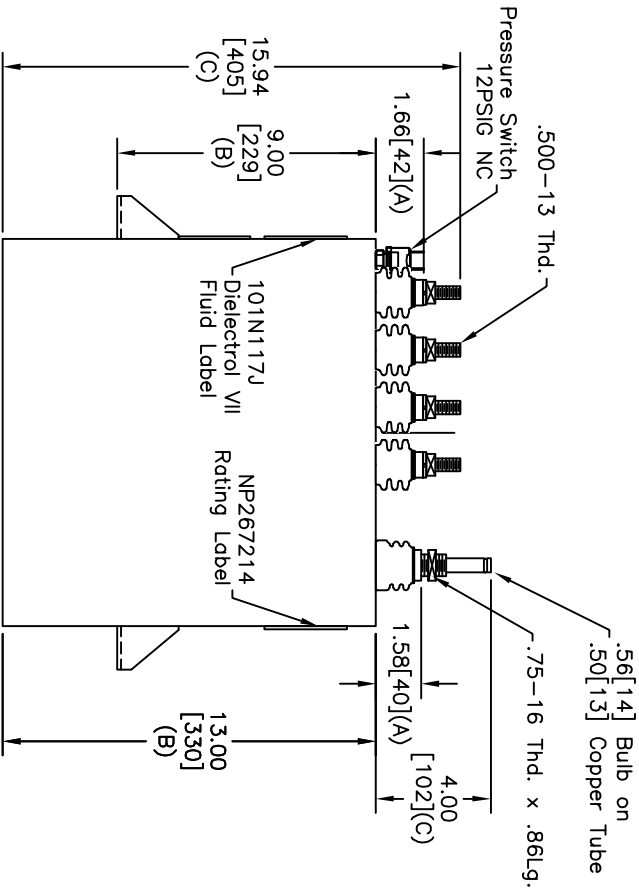 Pressure Switch
12PSIG NC
.500-13 Thd.
.56[14] Bulb on
.50[13] Copper Tube
.75-16 Thd. x .86Lg.
15.94
[405]
(C)
9.00
[229]
(B)
1.66[42](A)
101N117J
Dielectrol VII
Fluid Label
NP267214
Rating Label
1.58[40](A)
13.00
[330]
(B)
4.00
[102](C)